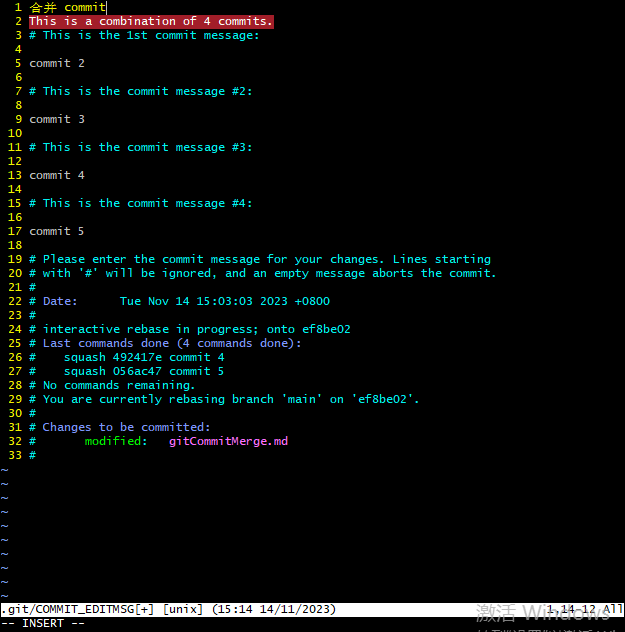 1 合并 commit
2 This is a combination of 4 commits.
3 # This is the 1st commit message:
4
5 commit 2
6
7 # This is the commit message #2:
8
9 commit 3
10
11 # This is the commit message #3:
12
13 commit 4
14
15 # This is the commit message #4:
16
17 commit 5
18
19 # Please enter the commit message for your changes. Lines starting
20 # with '#' will be ignored, and an empty message aborts the commit.
21 #
22 # Date:      Tue Nov 14 15:03:03 2023 +0800
23 #
24 # interactive rebase in progress; onto ef8be02
25 # Last commands done (4 commands done):
26 #    squash 492417e commit 4
27 #    squash 056ac47 commit 5
28 # No commands remaining.
29 # You are currently rebasing branch 'main' on 'ef8be02'.
30 #
31 # Changes to be committed:
32 #       modified:   gitCommitMerge.md
33 #
~
~
~
~
~
~
~
~
~
~
.git/COMMIT_EDITMSG[+] [unix] (15:14 14/11/2023) 1,14-12 All
激活 Windows
-- INSERT --